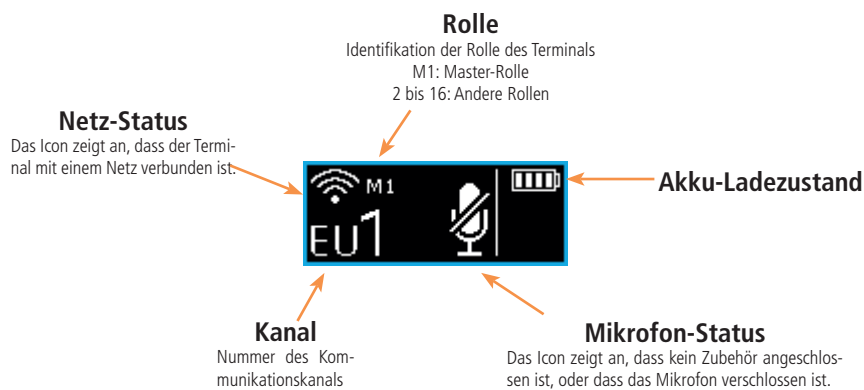 Rolle
Identifikation der Rolle des Terminals
M1: Master-Rolle
2 bis 16: Andere Rollen
Netz-Status
Das Icon zeigt an, dass der Termi-
nal mit einem Netz verbunden ist.
M1
EU1
Akku-Ladezustand
Kanal
Nummer des Kom-
munikationskanals
Mikrofon-Status
Das Icon zeigt an, dass kein Zubehör angeschlos-
sen ist, oder dass das Mikrofon verschlossen ist.